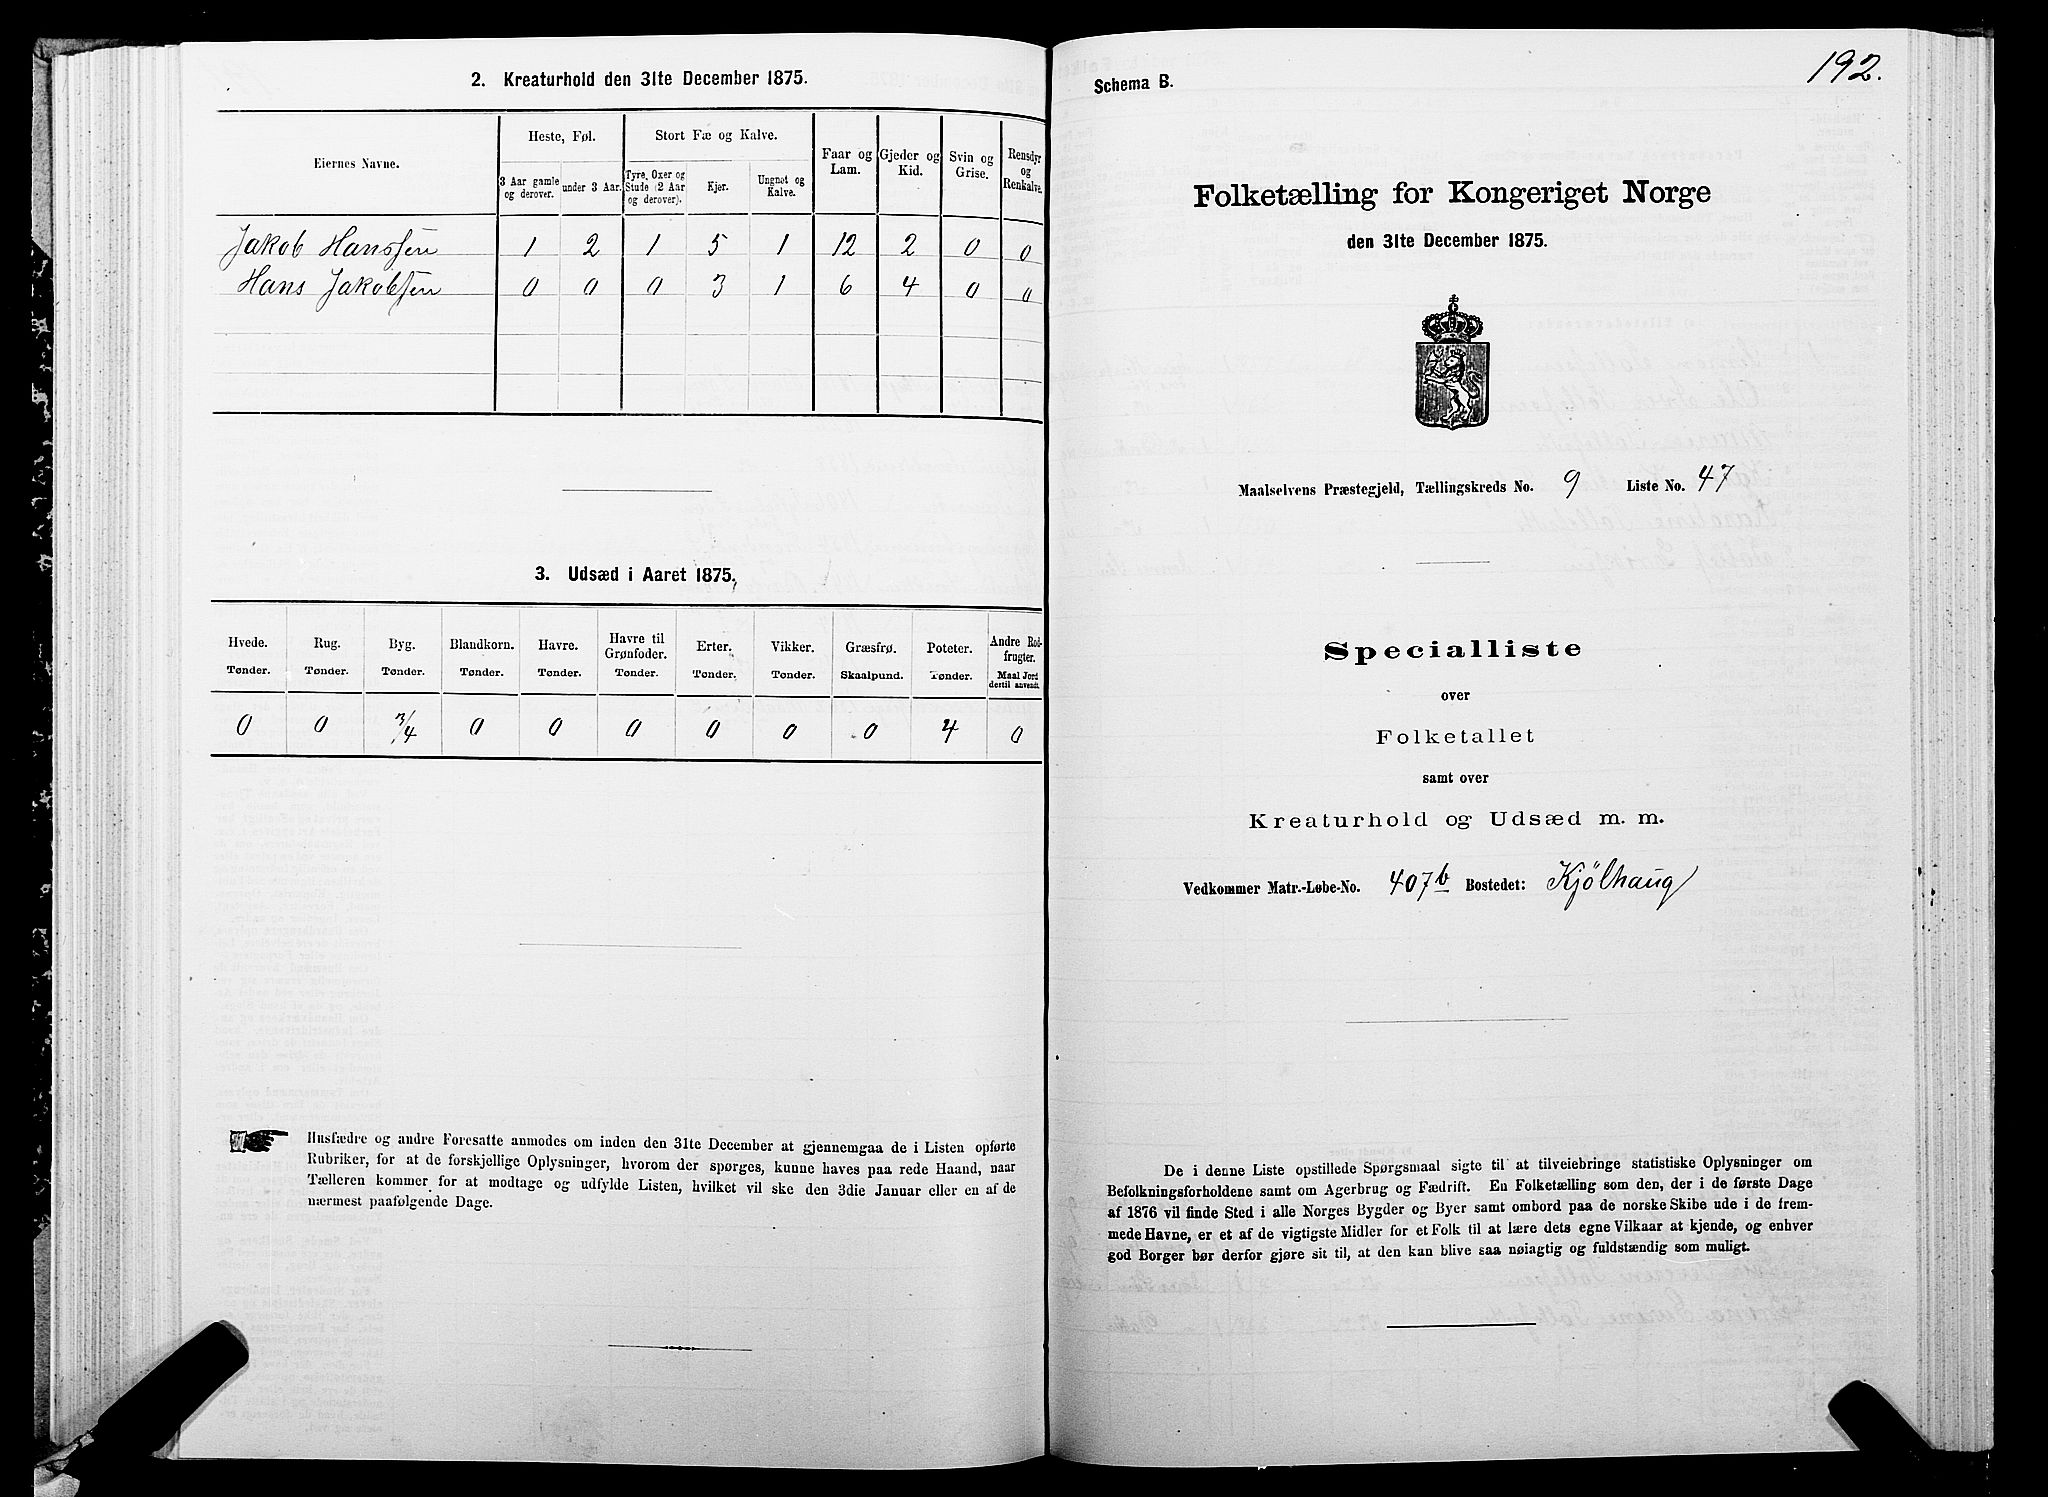 2. Kreaturhold den 31te December 1875.
Eiernes Navne.
Heste, Føl.
Stort Fæ og Kalve.
Faar og
Lam.
Gjeder og
Kid.
Svin og
Grise.
Rensdyr
og
Renkalve.
3 Aar gamle
og derover.
under 3 Aar.
Tyre, Oxer og
Stude (2 Aar
og derover).
Kjer.
Ungnøt og
Kalve.
Jakob Hanssen 1 2 1 5 1 12 2 0 0
Hans Jakobsen 0 0 0 3 1 6 4 0 0
3. Udsæd i Aaret 1875.
Hvede. Rug. Byg. Blandkorn. Havre. Havre til Grønfoder. Erter. Vikker. Græsfrø. Poteter. Andre Rodfrugter.
Tønder. Tønder. Tønder. Tønder. Tønder. Tønder. Tønder. Tønder. Skaalpund. Tønder. Maal Jord dertil anvendt.
0 0 3/4 0 0 0 0 0 0 4 0
Husfædre og andre Foresatte anmodes om inden den 31te December at gjennemgaa de i Listen opførte
Rubriker, for at de forskjellige Oplysninger, hvorom der spørges, kunne haves paa rede Haand, naar
Tælleren kommer for at modtage og udfylde Listen, hvilket vil ske den 3die Januar eller en af de
nærmest paafølgende Dage.
192.
Schema B.
Folketælling for Kongeriget Norge
den 31te December 1875.
Maalselvens Præstegjeld, Tællingskreds No. 9 Liste No. 47
Specialliste
over
Folketallet
samt over
Kreaturhold og Udsæd m. m.
Vedkommer Matr.-Løbe-No. 407b Bostedet: Kjölhaug
De i denne Liste opstillede Spørgsmaal sigte til at tilveiebringe statistiske Oplysninger om
Befolkningsforholdene samt om Agerbrug og Fædrift. En Folketælling som den, der i de første Dage
af 1876 vil finde Sted i alle Norges Bygder og Byer samt ombord paa de norske Skibe ude i de frem-
mede Havne, er et af de vigtigste Midler for et Folk til at lære dets egne Vilkaar at kjende, og enhver
god Borger bør derfor gjøre sit til, at den kan blive saa nøiagtig og fuldstændig som muligt.